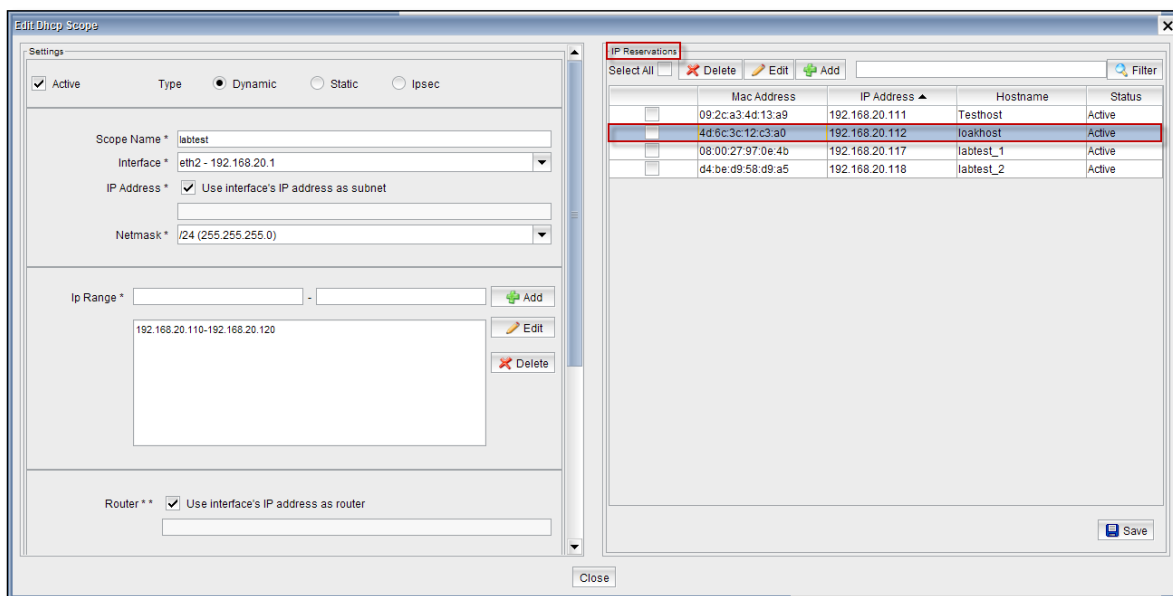 Edit Dhcp Scope
Settings
Active Type Dynamic Static Ipsec
Scope Name * labtest
Interface * eth2 - 192.168.20.1
IP Address * Use interface's IP address as subnet
Netmask * /24 (255.255.255.0)
Ip Range * - Add
192.168.20.110-192.168.20.120
Edit
Delete
Router * * Use interface's IP address as router
IP Reservations
Select All Delete Edit Add Filter
Mac Address IP Address Hostname Status
09:2c:a3:4d:13:a9 192.168.20.111 Testhost Active
4d:6c:3c:12:c3:a0 192.168.20.112 loakhost Active
08:00:27:97:0e:4b 192.168.20.117 labtest_1 Active
d4:be:d9:58:d9:a5 192.168.20.118 labtest_2 Active
Save
Close